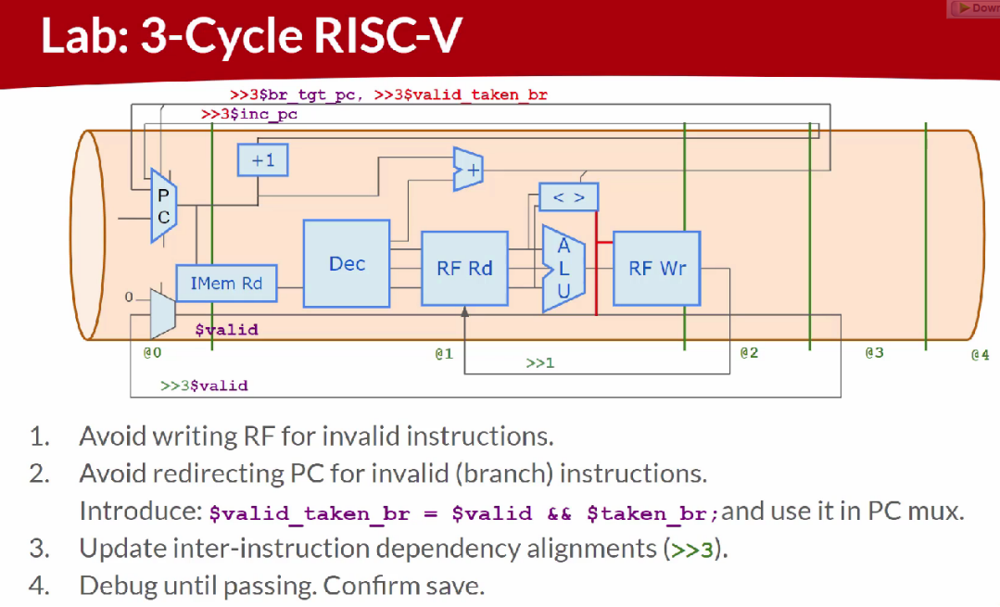 Down
Lab: 3-Cycle RISC-V
>>3$br_tgt_pc, >>3$valid_taken_br
>>3$inc_pc
+1
+
P
C
< >
Dec
RF Rd
A
L
U
RF Wr
IMem Rd
0
$valid
@0
@1
>>1
@2
@3
@4
>>3$valid
1. Avoid writing RF for invalid instructions.
2. Avoid redirecting PC for invalid (branch) instructions.
Introduce: $valid_taken_br = $valid && $taken_br; and use it in PC mux.
3. Update inter-instruction dependency alignments (>>3).
4. Debug until passing. Confirm save.